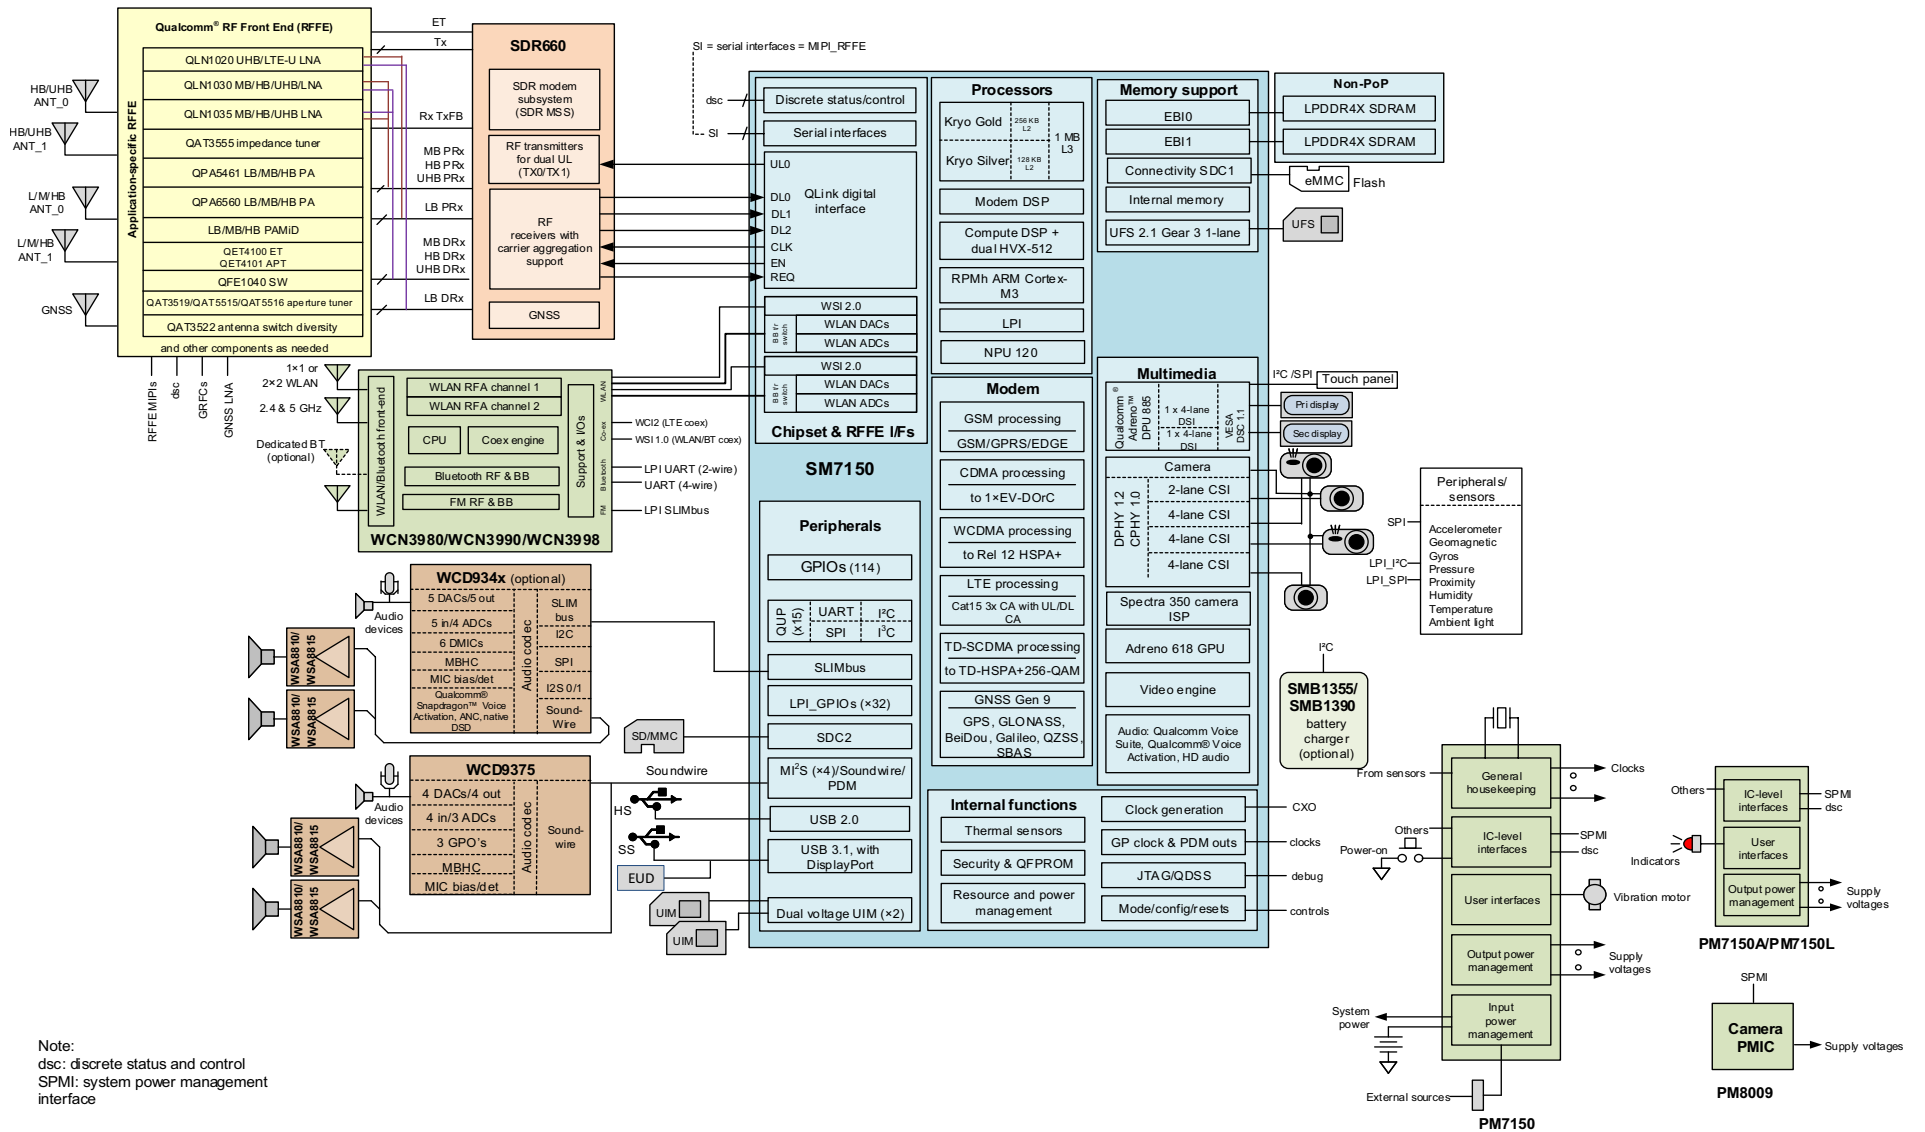 Qualcomm® RF Front End (RFFE)
Application-specific RFFE
QLN1020 UHB/LTE-U LNA
QLN1030 MB/HB/UHB/LNA
QLN1035 MB/HB/UHB LNA
QAT3555 impedance tuner
QPA5461 LB/MB/HB PA
QPA6560 LB/MB/HB PA
LB/MB/HB PAMiD
QET4100 ET
QET4101 APT
QFE1040 SW
QAT3519/QAT5515/QAT5516 aperture tuner
QAT3522 antenna switch diversity
and other components as needed
HB/UHB
ANT_0
HB/UHB
ANT_1
L/M/HB
ANT_0
L/M/HB
ANT_1
GNSS
RFFE MIPIs
dsc
GRFCs
GNSS LNA
ET
Tx
Rx TxFB
MB PRx
HB PRx
UHB PRx
LB PRx
MB DRx
HB DRx
UHB DRx
LB DRx
SDR660
SDR modem
subsystem
(SDR MSS)
RF transmitters
for dual UL
(TX0/TX1)
RF
receivers with
carrier aggregation
support
GNSS
SI = serial interfaces = MIPI_RFFE
dsc
SI
Discrete status/control
Serial interfaces
UL0
DL0
DL1
DL2
CLK
EN
REQ
QLink digital
interface
WSI 2.0
BB t/r
switch
WLAN DACs
WLAN ADCs
WSI 2.0
BB t/r
switch
WLAN DACs
WLAN ADCs
Chipset & RFFE I/Fs
SM7150
Processors
Kryo Gold
256 KB
L2
Kryo Silver
128 KB
L2
1 MB
L3
Modem DSP
Compute DSP +
dual HVX-512
RPMh ARM Cortex-
M3
LPI
NPU 120
Memory support
EBI0
EBI1
Connectivity SDC1
Internal memory
UFS 2.1 Gear 3 1-lane
Non-PoP
LPDDR4X SDRAM
LPDDR4X SDRAM
eMMC
Flash
UFS
1×1 or
2×2 WLAN
2.4 & 5 GHz
Dedicated BT
(optional)
WLAN/Bluetooth front-end
WLAN RFA channel 1
WLAN RFA channel 2
CPU
Coex engine
Bluetooth RF & BB
FM RF & BB
Support & I/Os
WLAN
Co-ex
Bluetooth
FM
WCN3980/WCN3990/WCN3998
WCI2 (LTE coex)
WSI 1.0 (WLAN/BT coex)
LPI UART (2-wire)
UART (4-wire)
LPI SLIMbus
Modem
GSM processing
GSM/GPRS/EDGE
CDMA processing
to 1×EV-DOrC
WCDMA processing
to Rel 12 HSPA+
LTE processing
Cat15 3x CA with UL/DL
CA
TD-SCDMA processing
to TD-HSPA+256-QAM
GNSS Gen 9
GPS, GLONASS,
BeiDou, Galileo, QZSS,
SBAS
Multimedia
Qualcomm®
Adreno™
DPU 885
1 x 4-lane
DSI
1 x 4-lane
DSI
VESA
DSC 1.1
Camera
DPHY 1.2
CPHY 1.0
2-lane CSI
4-lane CSI
4-lane CSI
4-lane CSI
Spectra 350 camera
ISP
Adreno 618 GPU
Video engine
Audio: Qualcomm Voice
Suite, Qualcomm® Voice
Activation, HD audio
I²C /SPI
Touch panel
Pri display
Sec display
Peripherals/
sensors
SPI
LPI_I²C
LPI_SPI
Accelerometer
Geomagnetic
Gyros
Pressure
Proximity
Humidity
Temperature
Ambient light
Peripherals
GPIOs (114)
QUP
(x15)
UART
I²C
SPI
I³C
SLIMbus
LPI_GPIOs (×32)
SDC2
MI²S (×4)/Soundwire/
PDM
USB 2.0
USB 3.1, with
DisplayPort
Dual voltage UIM (×2)
WCD934x (optional)
5 DACs/5 out
5 in/4 ADCs
6 DMICs
MBHC
MIC bias/det
Qualcomm®
Snapdragon™ Voice
Activation, ANC, native
DSD
Audio codec
SLIM
bus
I2C
SPI
I2S 0/1
Sound-
Wire
Audio
devices
WSA8810/
WSA8815
WSA8810/
WSA8815
SD/MMC
WCD9375
4 DACs/4 out
4 in/3 ADCs
3 GPO's
MBHC
MIC bias/det
Audio codec
Sound-
wire
Audio
devices
WSA8810/
WSA8815
WSA8810/
WSA8815
Soundwire
HS
SS
EUD
UIM
UIM
Internal functions
Thermal sensors
Security & QFPROM
Resource and power
management
Clock generation
GP clock & PDM outs
JTAG/QDSS
Mode/config/resets
CXO
clocks
debug
controls
I²C
SMB1355/
SMB1390
battery
charger
(optional)
From sensors
General
housekeeping
Clocks
Others
Power-on
IC-level
interfaces
SPMI
dsc
User interfaces
Vibration motor
Output power
management
Supply
voltages
System
power
Input
power
management
External sources
PM7150
Others
IC-level
interfaces
SPMI
dsc
Indicators
User
interfaces
Output power
management
Supply
voltages
PM7150A/PM7150L
SPMI
Camera
PMIC
Supply voltages
PM8009
Note:
dsc: discrete status and control
SPMI: system power management
interface